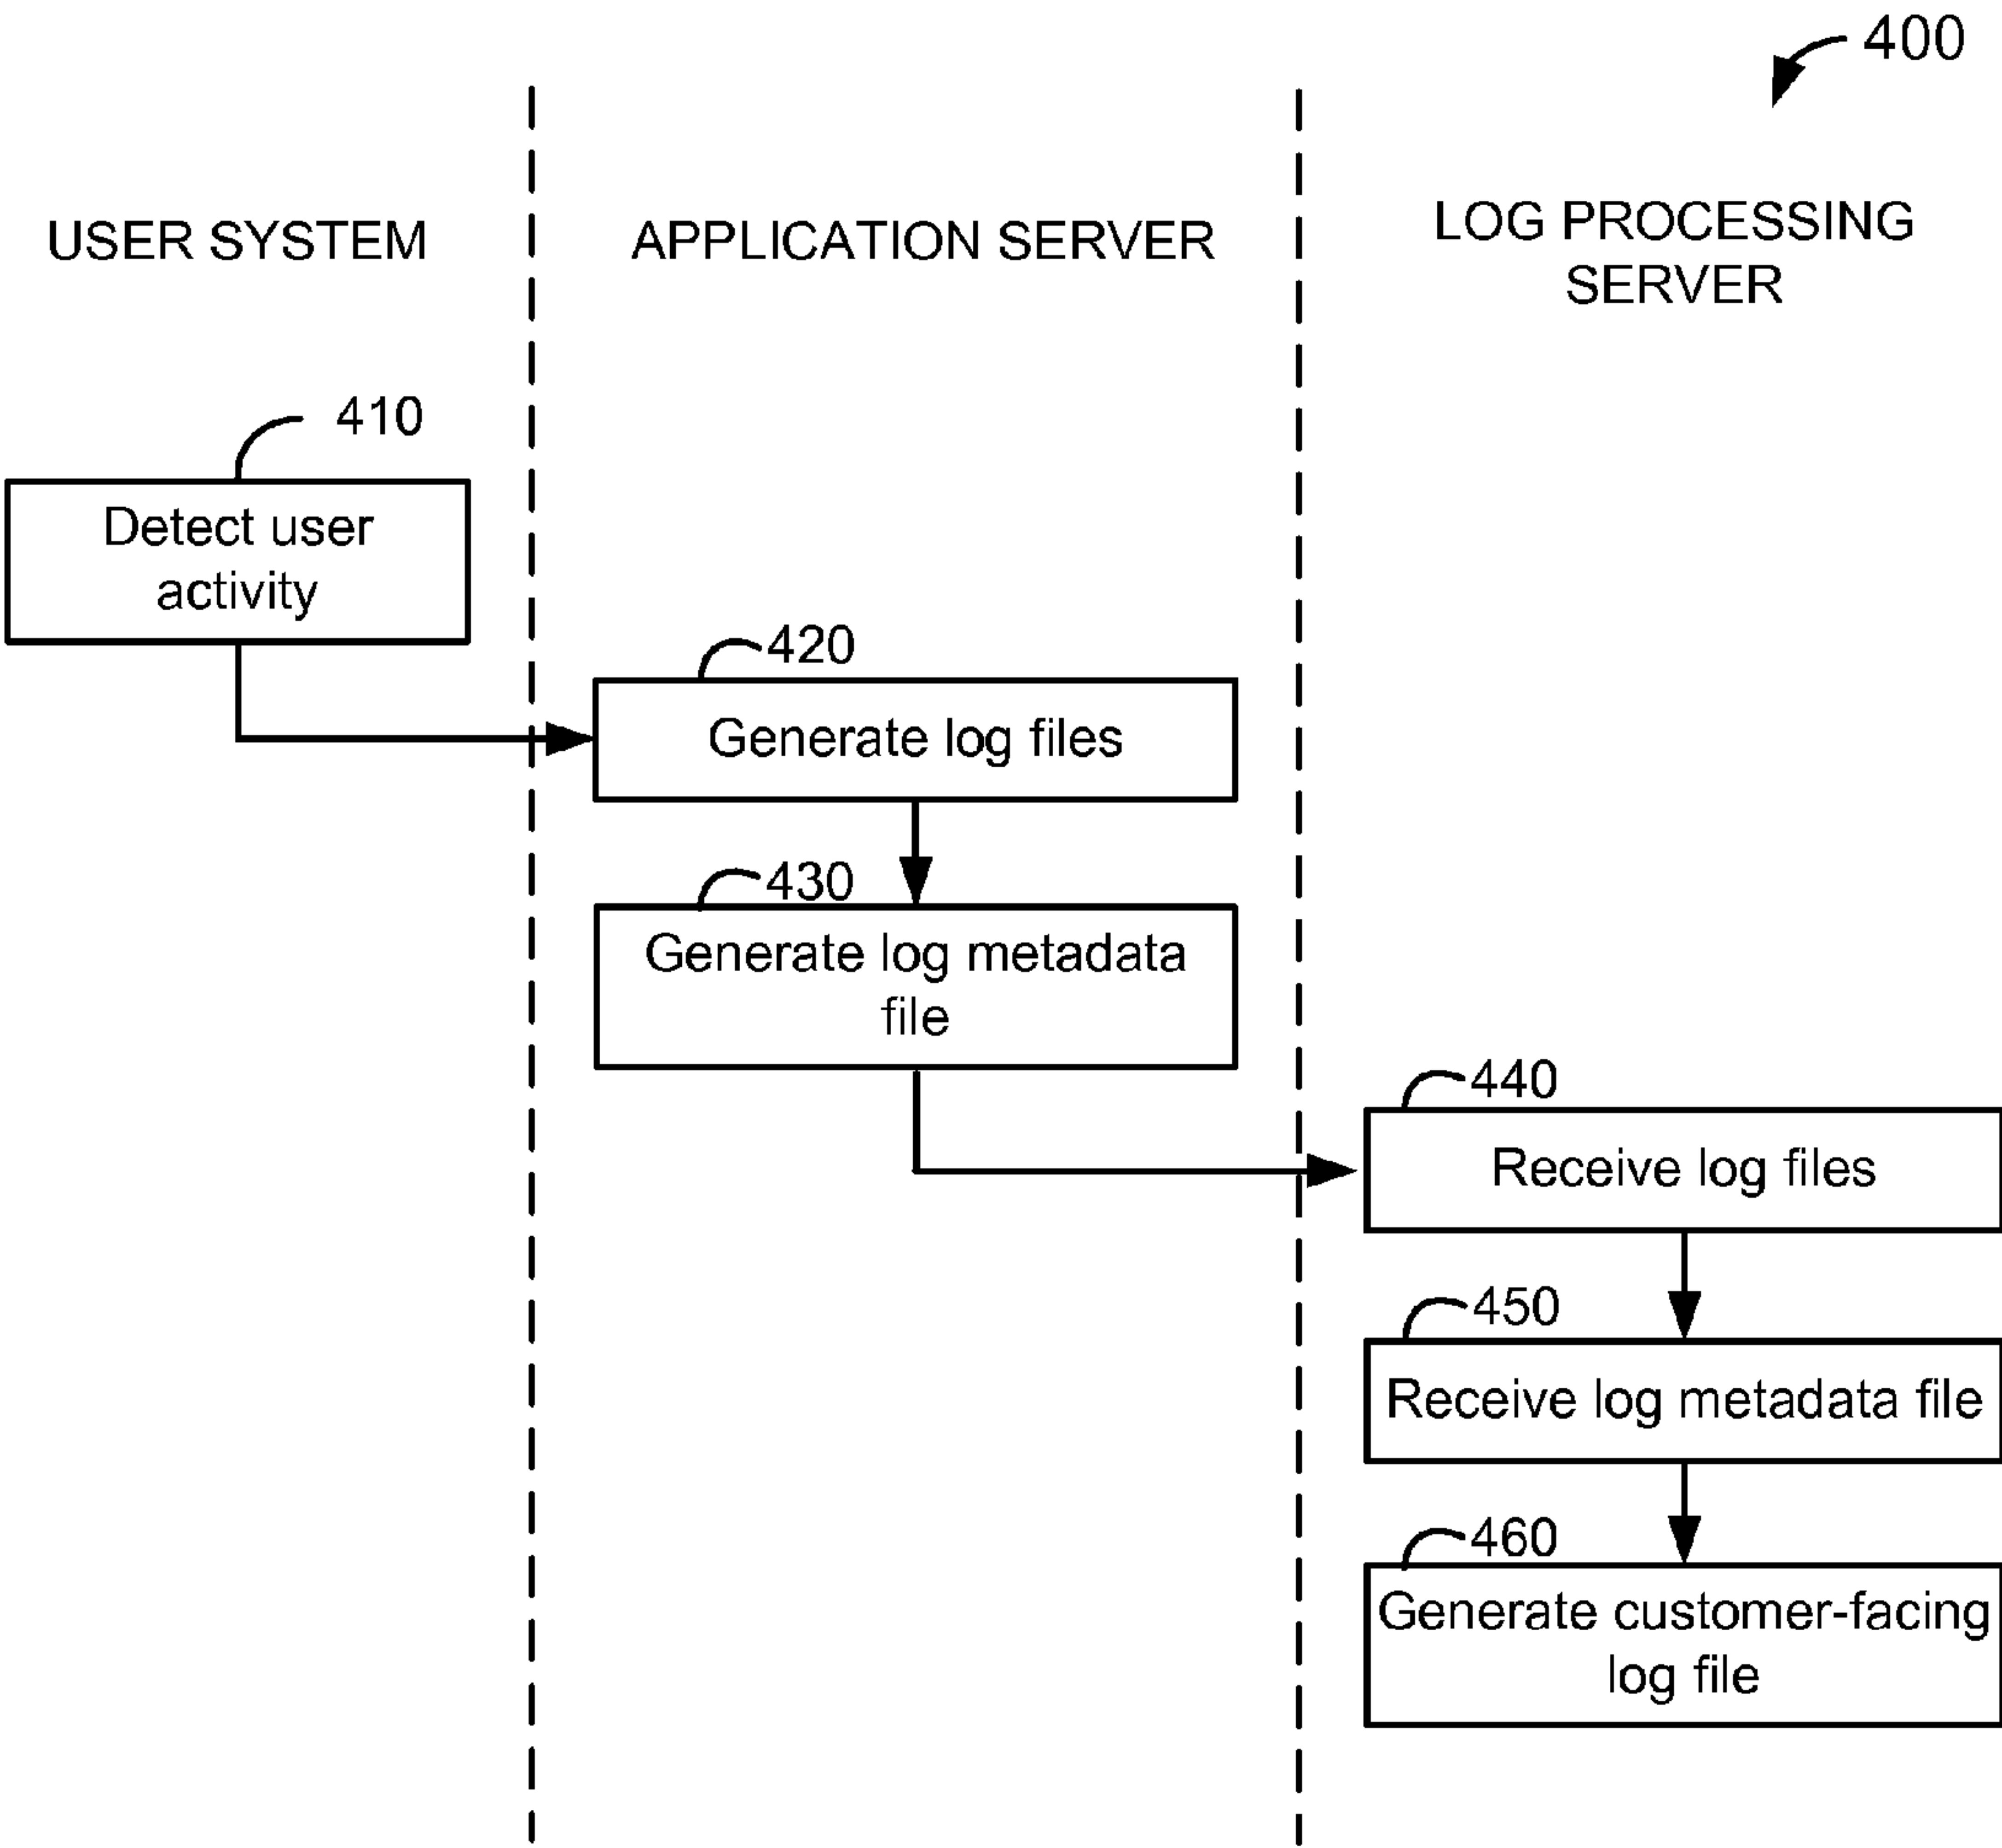 400
USER SYSTEM
APPLICATION SERVER
LOG PROCESSING
SERVER
410
Detect user
activity
420
Generate log files
430
Generate log metadata
file
440
Receive log files
450
Receive log metadata file
460
Generate customer-facing
log file